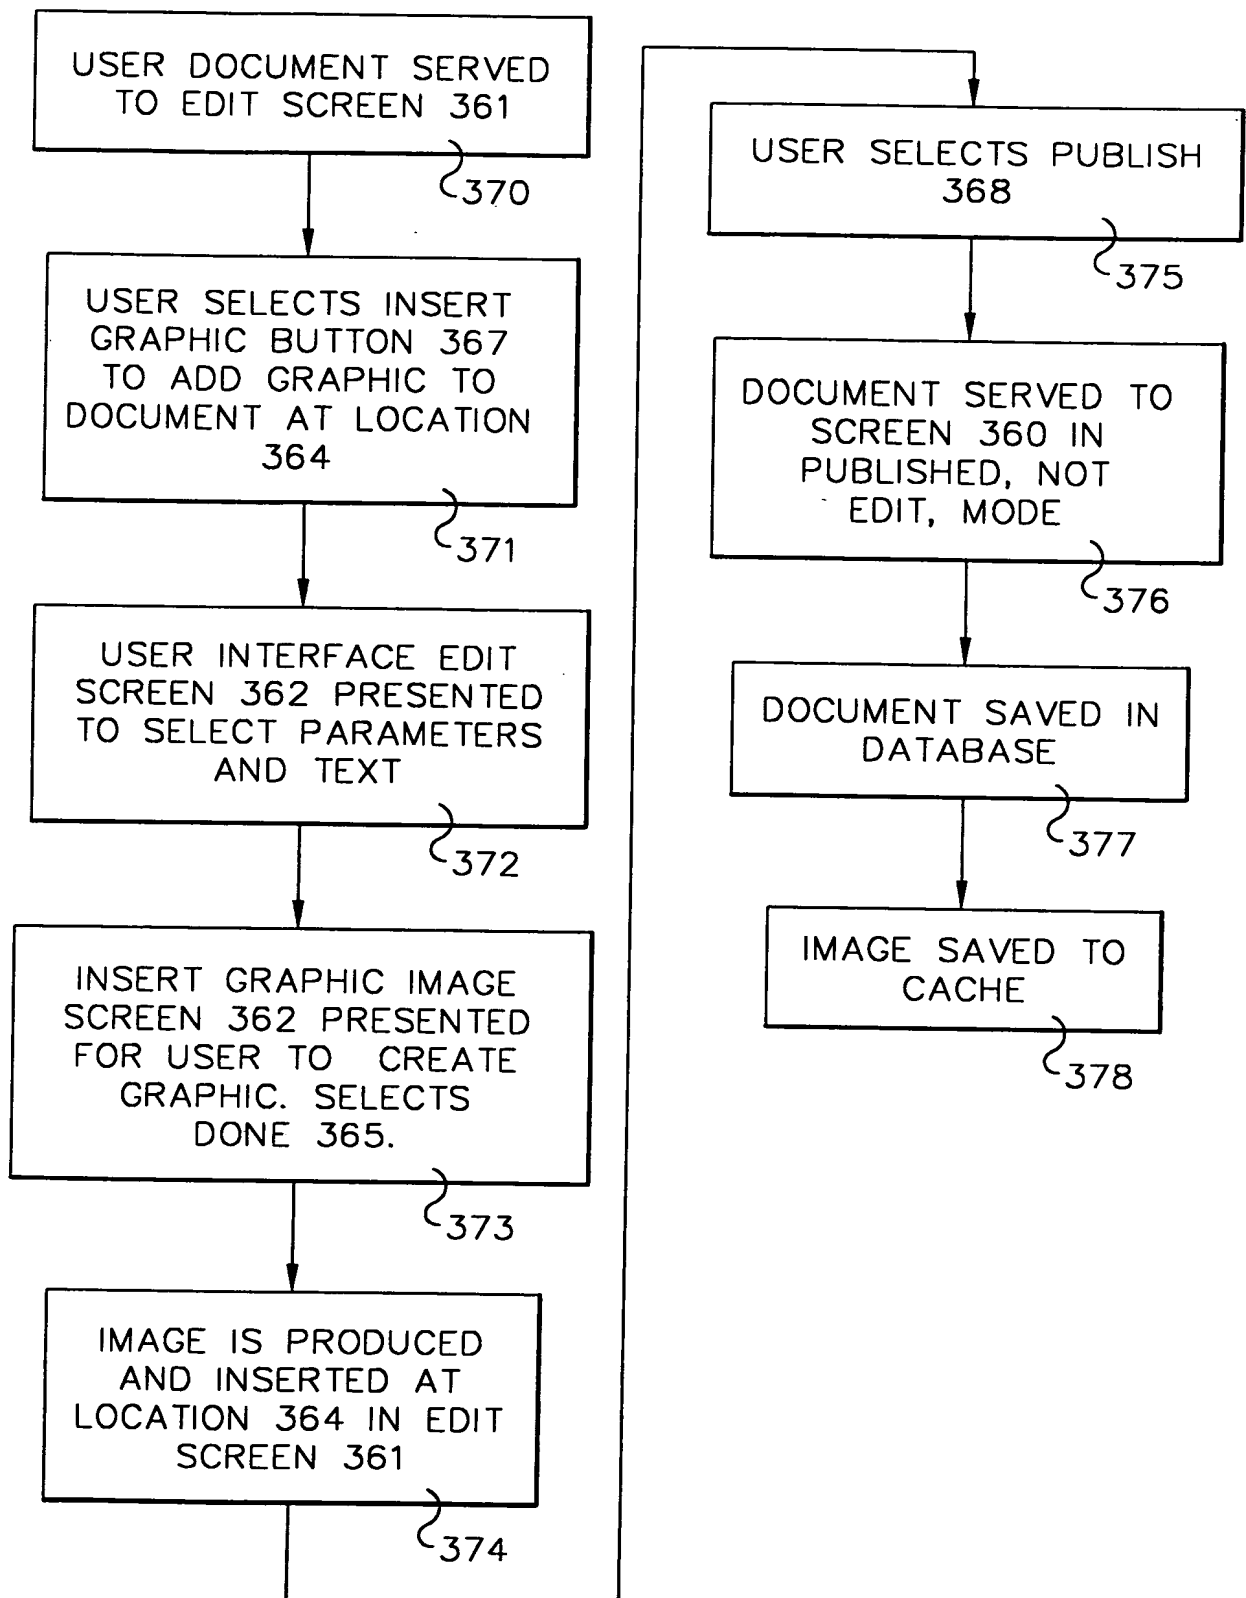 USER DOCUMENT SERVED
TO EDIT SCREEN 361
370
USER SELECTS INSERT
GRAPHIC BUTTON 367
TO ADD GRAPHIC TO
DOCUMENT AT LOCATION
364
371
USER INTERFACE EDIT
SCREEN 362 PRESENTED
TO SELECT PARAMETERS
AND TEXT
372
INSERT GRAPHIC IMAGE
SCREEN 362 PRESENTED
FOR USER TO CREATE
GRAPHIC. SELECTS
DONE 365.
373
IMAGE IS PRODUCED
AND INSERTED AT
LOCATION 364 IN EDIT
SCREEN 361
374
USER SELECTS PUBLISH
368
375
DOCUMENT SERVED TO
SCREEN 360 IN
PUBLISHED, NOT
EDIT, MODE
376
DOCUMENT SAVED IN
DATABASE
377
IMAGE SAVED TO
CACHE
378